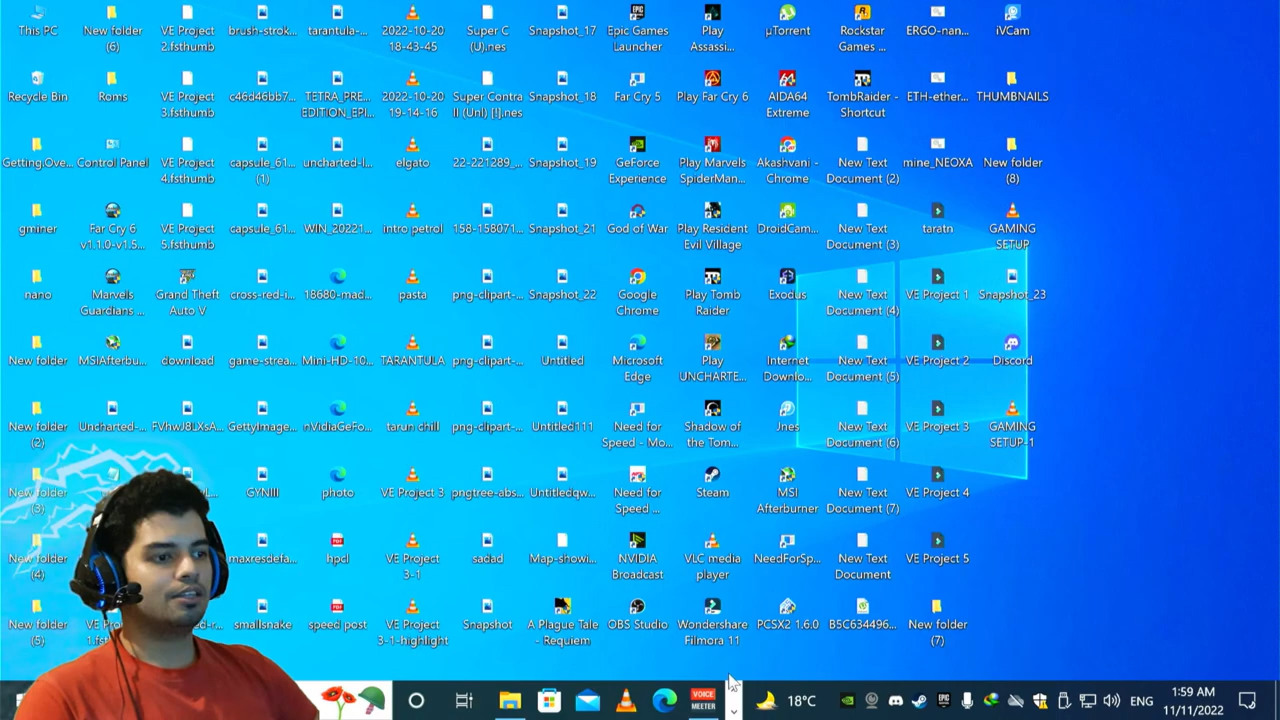 This PC
New folder
(6)
VE Project
2.fsthumb
brush-strok...
tarantula-...
2022-10-20
18-43-45
Super C
(U).nes
Snapshot_17
Epic Games
Launcher
Play
Assassi...
µTorrent
Rockstar
Games ...
ERGO-nan...
iVCam
Recycle Bin
Roms
VE Project
3.fsthumb
c46d46bb7...
TETRA_PRE...
EDITION_EPI...
2022-10-20
19-14-16
Super Contra
II (Unl) [!].nes
Snapshot_18
Far Cry 5
Play Far Cry 6
AIDA64
Extreme
TombRaider -
Shortcut
ETH-ether...
THUMBNAILS
Getting.Ove...
Control Panel
VE Project
4.fsthumb
capsule_61...
(1)
uncharted-l...
elgato
22-221289_...
Snapshot_19
GeForce
Experience
Play Marvels
SpiderMan...
Akashvani -
Chrome
New Text
Document (2)
mine_NEOXA
New folder
(8)
gminer
Far Cry 6
v1.1.0-v1.5...
VE Project
5.fsthumb
capsule_61...
WIN_20221...
intro petrol
158-158071...
Snapshot_21
God of War
Play Resident
Evil Village
DroidCam...
New Text
Document (3)
taratn
GAMING
SETUP
nano
Marvels
Guardians ...
Grand Theft
Auto V
cross-red-i...
18680-mad...
pasta
png-clipart-...
Snapshot_22
Google
Chrome
Play Tomb
Raider
Exodus
New Text
Document (4)
VE Project 1
Snapshot_23
New folder
MSIAfterbu...
download
game-strea...
Mini-HD-10...
TARANTULA
png-clipart-...
Untitled
Microsoft
Edge
Play
UNCHARTE...
Internet
Downlo...
New Text
Document (5)
VE Project 2
Discord
New folder
(2)
Uncharted-...
FVhwJ8LXsA...
GettyImage...
nVidiaGeFo...
tarun chill
png-clipart-...
Untitled111
Need for
Speed - Mo...
Shadow of
the Tom...
Jnes
New Text
Document (6)
VE Project 3
GAMING
SETUP-1
New folder
(3)
GYNIII
photo
VE Project 3
pngtree-abs...
Untitledqw...
Need for
Speed ...
Steam
MSI
Afterburner
New Text
Document (7)
VE Project 4
New folder
(4)
maxresdefa...
hpcl
VE Project
3-1
sadad
Map-showi...
NVIDIA
Broadcast
VLC media
player
NeedForSp...
New Text
Document
VE Project 5
New folder
(5)
smallsnake
speed post
VE Project
3-1-highlight
Snapshot
A Plague Tale
- Requiem
OBS Studio
Wondershare
Filmora 11
PCSX2 1.6.0
B5C634496...
New folder
(7)
VOICE
MEETER
18°C
ENG
1:59 AM
11/11/2022